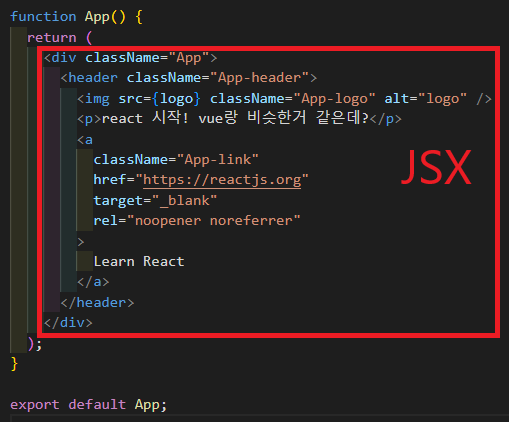 function App() {
return (
<div className="App">
<header className="App-header">
<img src={logo} className="App-logo" alt="logo" />
<p>react 시작! vue랑 비슷한거 같은데?</p>
<a
className="App-link"
href="https://reactjs.org"
target="_blank"
rel="noopener noreferrer"
>
Learn React
</a>
</header>
</div>
);
}
export default App;
JSX